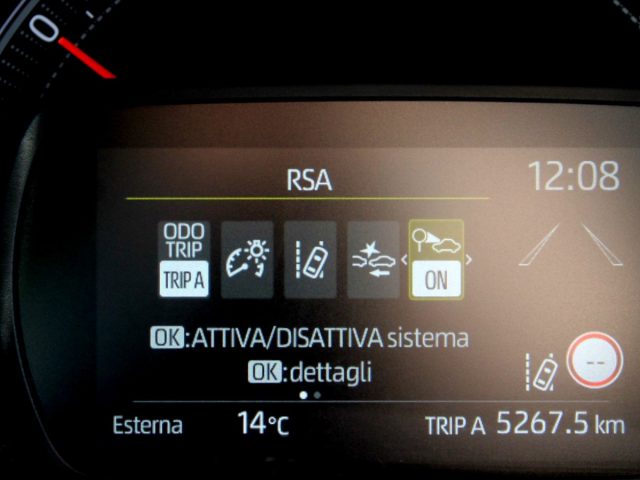 0
RSA
12:08
ODO
TRIP
TRIP A
ON
OK:ATTIVA/DISATTIVA sistema
OK:dettagli
--
Esterna 14°C TRIP A 5267.5 km